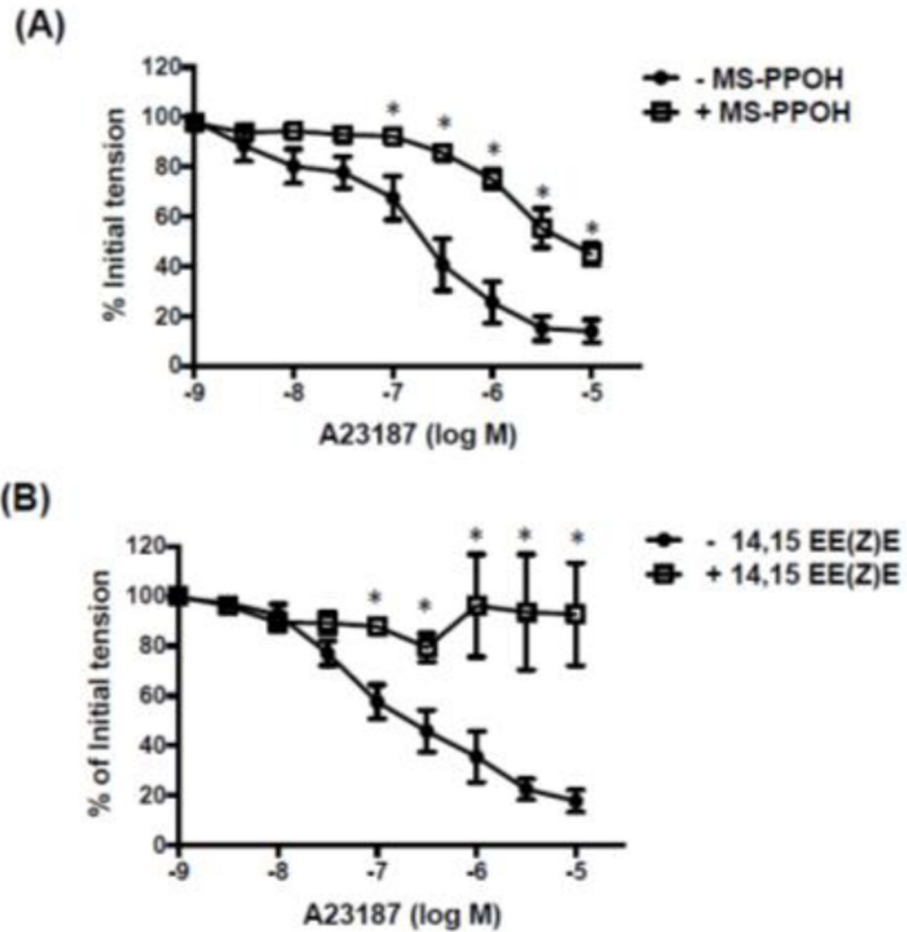 (A)
120
100
80
60
40
20
0
% Initial tension
* * * * *
-9 -8 -7 -6 -5
A23187 (log M)
- MS-PPOH
+ MS-PPOH
(B)
120
100
80
60
40
20
0
% of Initial tension
* * * * *
-9 -8 -7 -6 -5
A23187 (log M)
- 14,15 EE(Z)E
+ 14,15 EE(Z)E